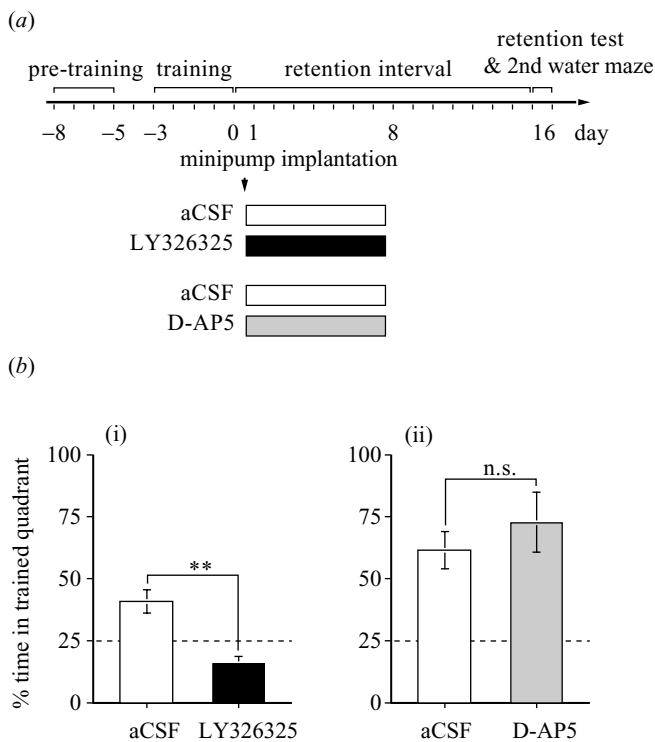 (a)
retention test
& 2nd water maze
pre-training training retention interval
–8 –5 –3 0 1 8 16 day
minipump implantation
aCSF
LY326325
aCSF
D-AP5
(b)
(i)
% time in trained quadrant
100
75
50
25
0
**
aCSF LY326325
(ii)
100
75
50
25
0
n.s.
aCSF D-AP5